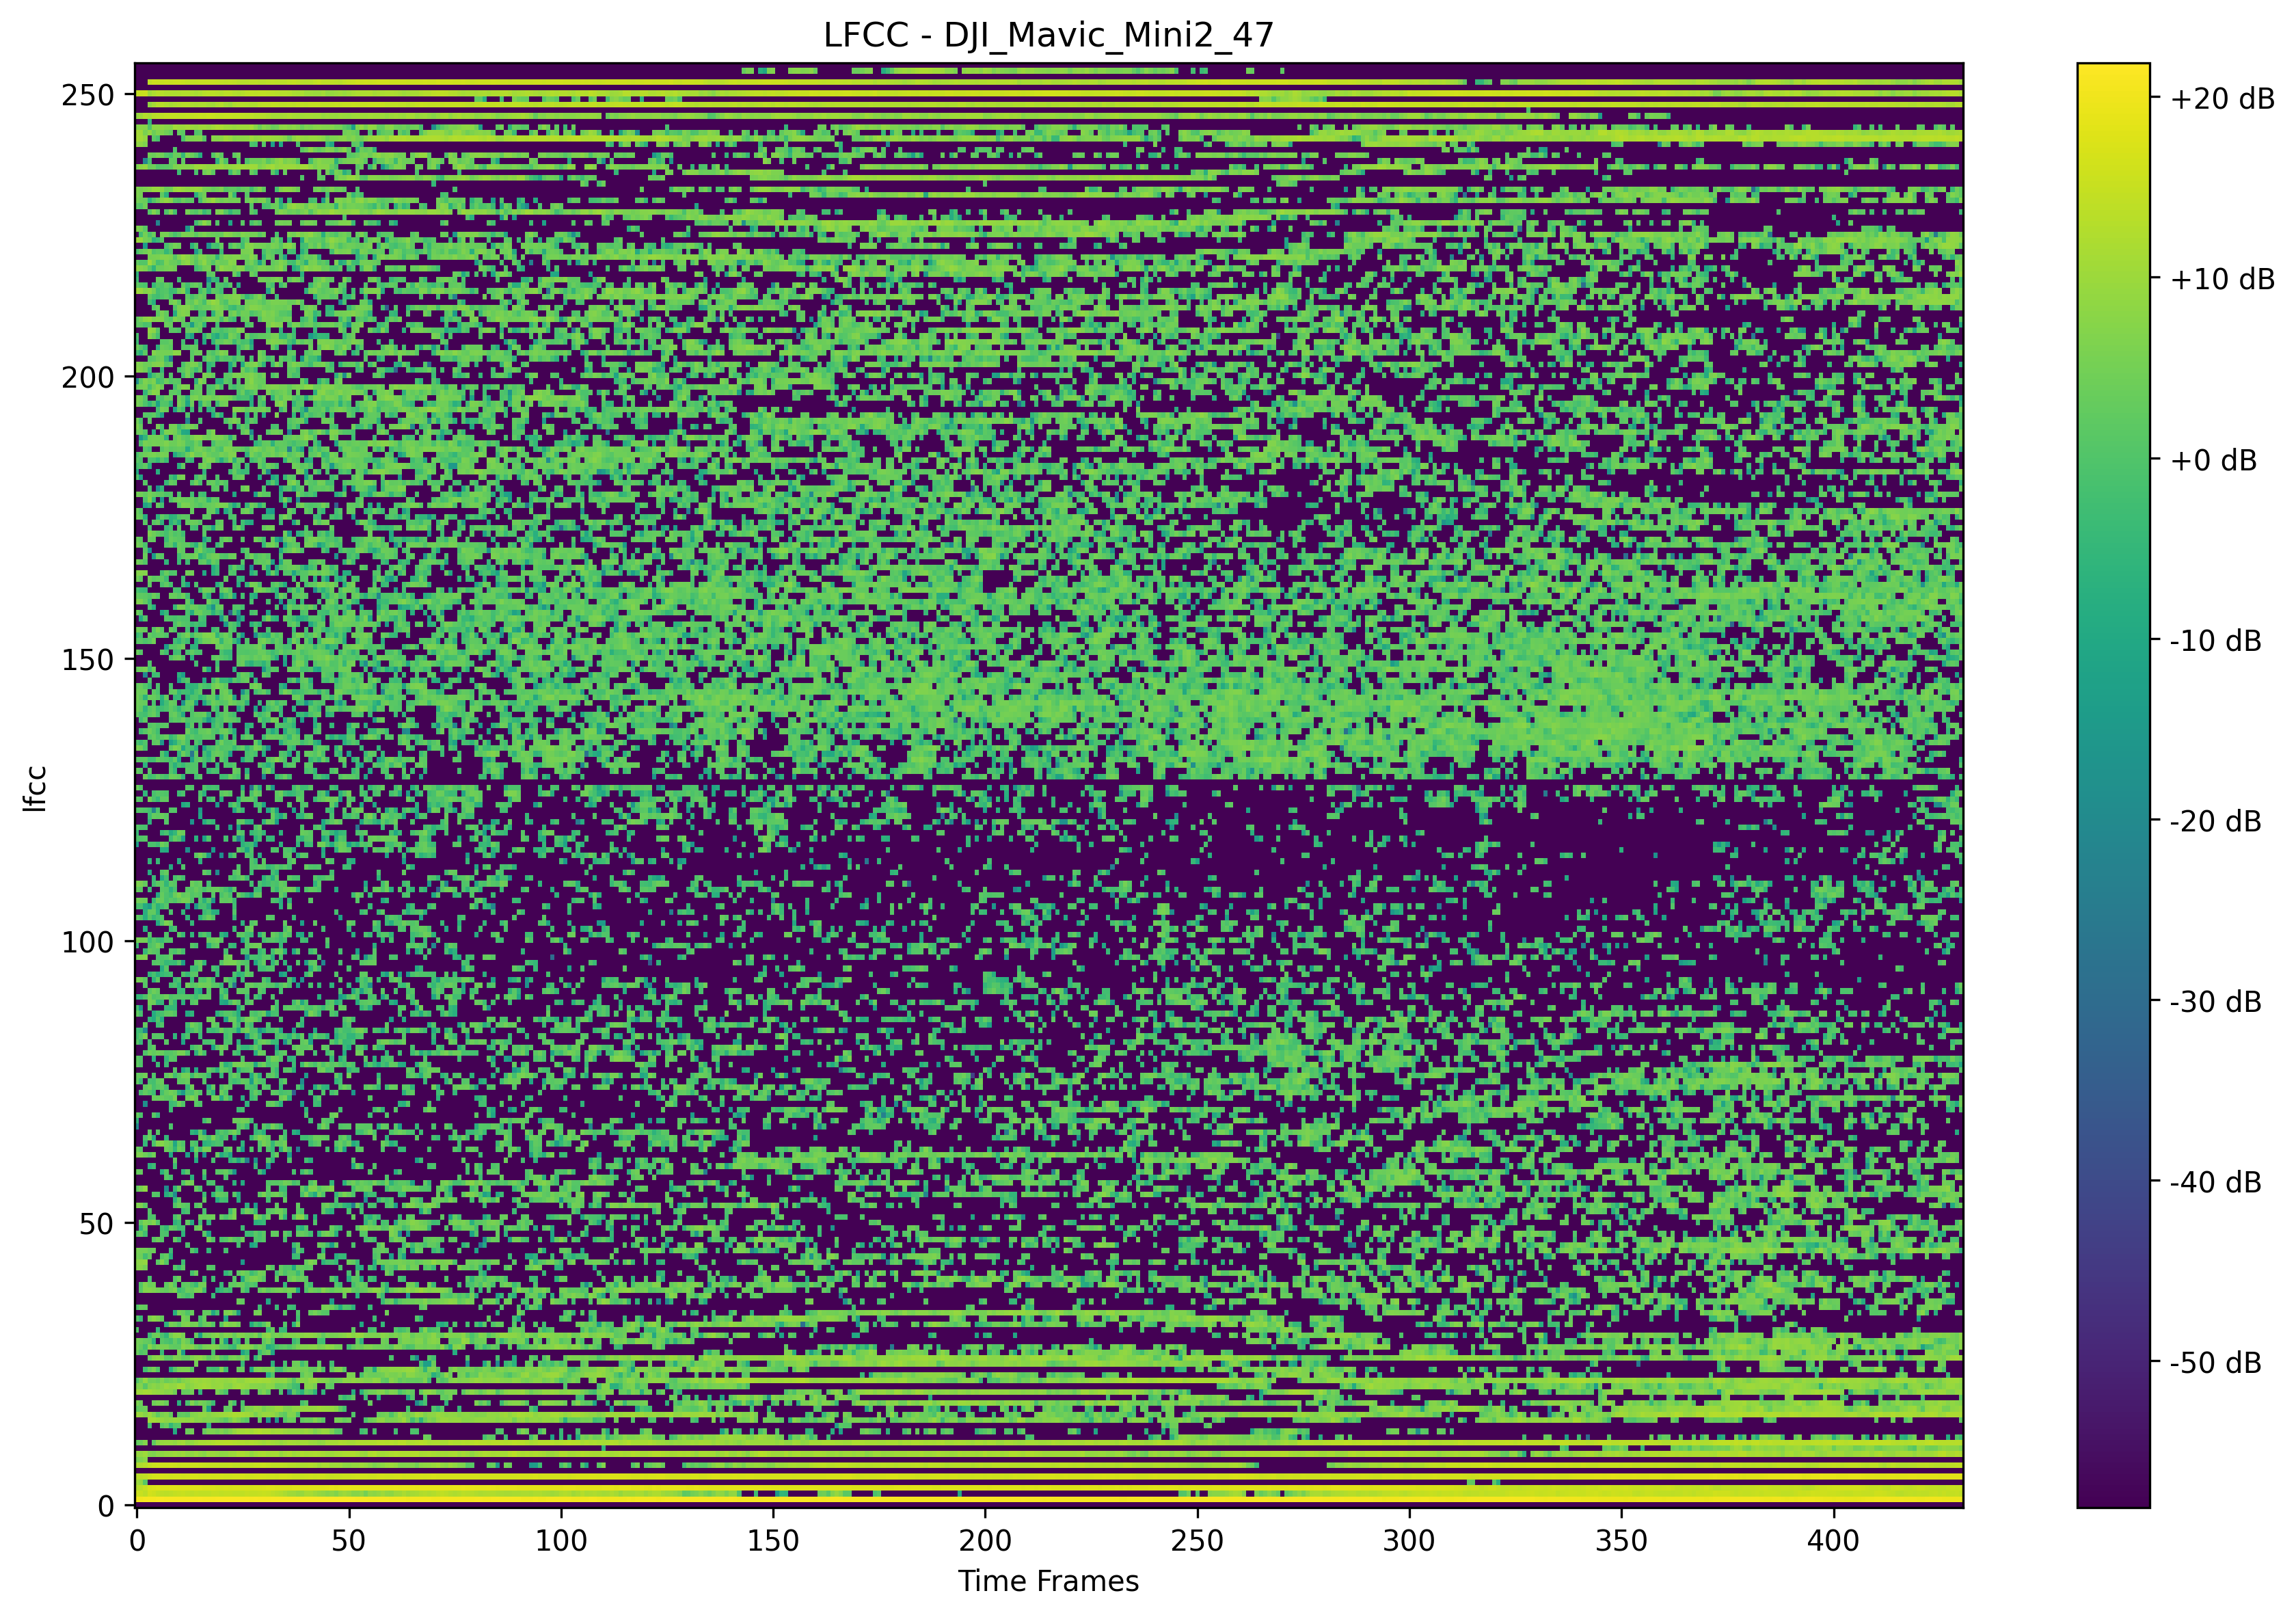 LFCC - DJI_Mavic_Mini2_47
lfcc
250
200
150
100
50
0
0 50 100 150 200 250 300 350 400
Time Frames
+20 dB
+10 dB
+0 dB
-10 dB
-20 dB
-30 dB
-40 dB
-50 dB